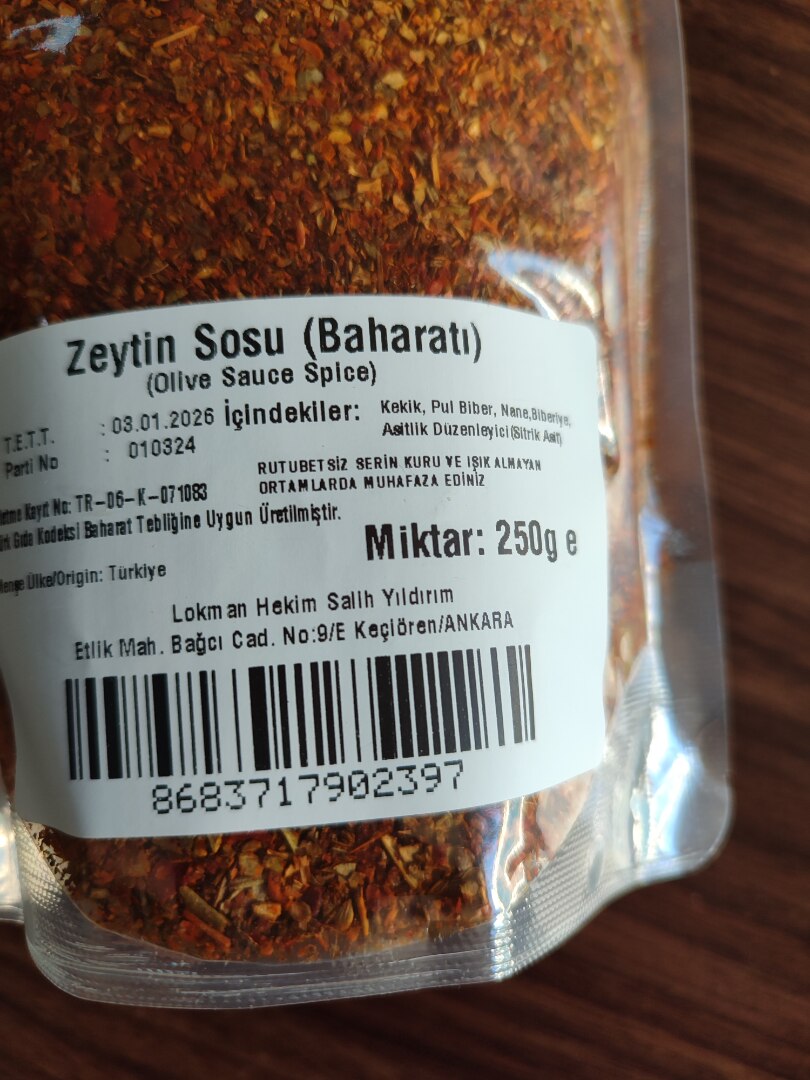 Zeytin Sosu (Baharatı)
(Olive Sauce Spice)
T.E.T.T. : 03.01.2026
Parti No : 010324
İçindekiler: Kekik, Pul Biber, Nane,Biberiye,
Asitlik Düzenleyici(Sitrik Asit)
RUTUBETSİZ SERİN KURU VE IŞIK ALMAYAN
ORTAMLARDA MUHAFAZA EDİNİZ
Kayıt No: TR-06-K-071083
Gıda Kodeksi Baharat Tebliğine Uygun Üretilmiştir.
Miktar: 250g e
Ülke/Origin: Türkiye
Lokman Hekim Salih Yıldırım
Etlik Mah. Bağcı Cad. No:9/E Keçiören/ANKARA
8683717902397